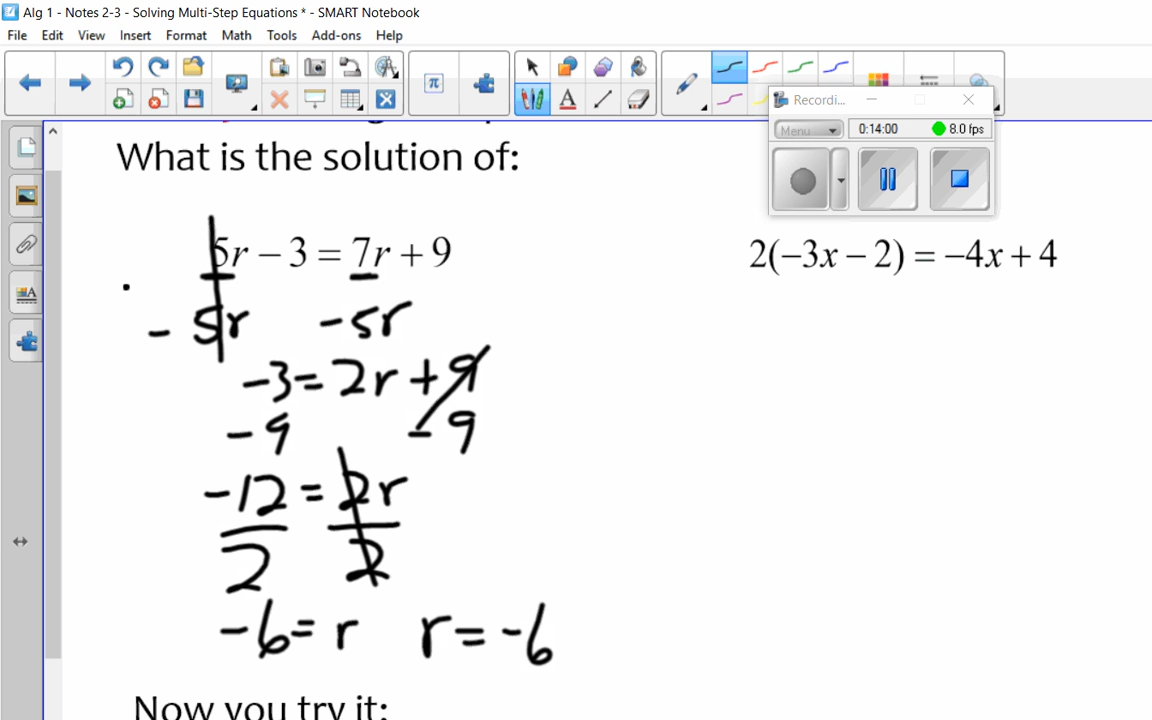 Alg 1 - Notes 2-3 - Solving Multi-Step Equations * - SMART Notebook
File Edit View Insert Format Math Tools Add-ons Help
Recordi...
Menu 0:14:00 8.0 fps
What is the solution of:
5r − 3 = 7r + 9
2(−3x − 2) = −4x + 4
- 5r -5r
-3 = 2r + 9
- 9 - 9
-12 = 2r
2 2
-6 = r r = -6
Now you try it: